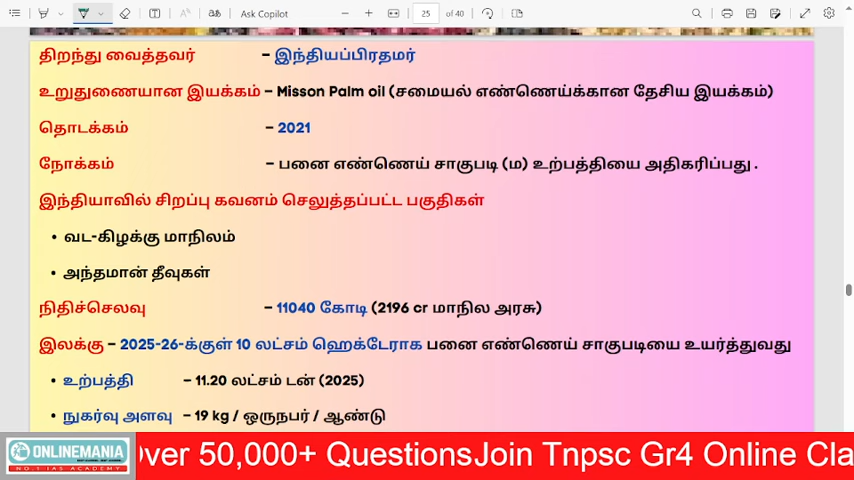 Ask Copilot
25 of 40
திறந்து வைத்தவர் – இந்தியப்பிரதமர்
உறுதுணையான இயக்கம் – Misson Palm oil (சமையல் எண்ணெய்க்கான தேசிய இயக்கம்)
தொடக்கம் – 2021
நோக்கம் – பனை எண்ணெய் சாகுபடி (ம) உற்பத்தியை அதிகரிப்பது .
இந்தியாவில் சிறப்பு கவனம் செலுத்தப்பட்ட பகுதிகள்
• வட-கிழக்கு மாநிலம்
• அந்தமான் தீவுகள்
நிதிச்செலவு – 11040 கோடி (2196 cr மாநில அரசு)
இலக்கு – 2025-26-க்குள் 10 லட்சம் ஹெக்டேராக பனை எண்ணெய் சாகுபடியை உயர்த்துவது
• உற்பத்தி – 11.20 லட்சம் டன் (2025)
• நுகர்வு அளவு – 19 kg / ஒருநபர் / ஆண்டு
ONLINEMANIA
NO.1 IAS ACADEMY
Over 50,000+ QuestionsJoin Tnpsc Gr4 Online Cla